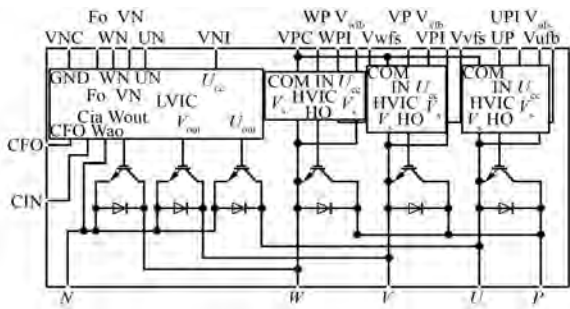 Fo VN WP V VP V UPI V
VNC WN UN VNI VPC WPI Vwfs VPI Vvfs UP Vufb
GND WN UN U COM IN U COM COM
Fo VN LVIC HVIC IN U IN U
Cia Wout V U V HO V HVIC HVIC
CFO Wao V HO V HO
CFO
CIN
N W V U P